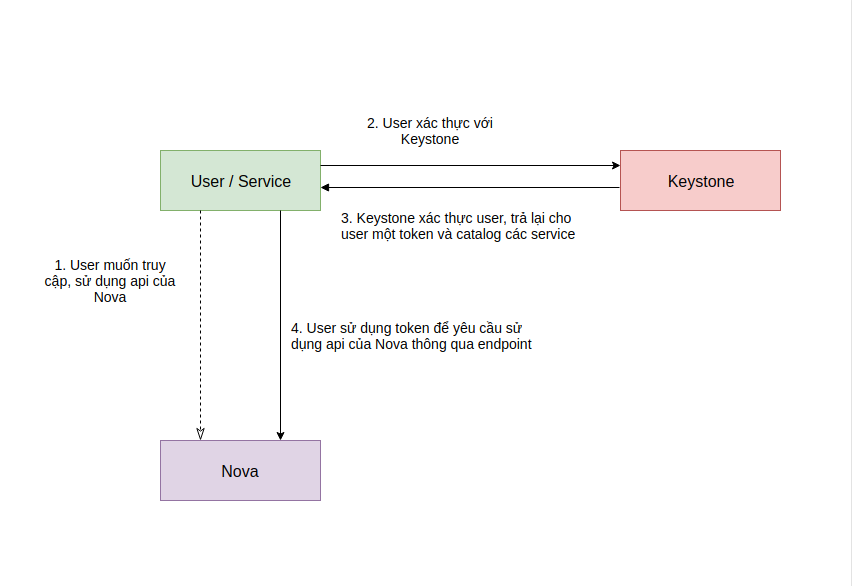 2. User xác thực với
Keystone
User / Service
Keystone
3. Keystone xác thực user, trả lại cho
user một token và catalog các service
1. User muốn truy
cập, sử dụng api của
Nova
4. User sử dụng token để yêu cầu sử
dụng api của Nova thông qua endpoint
Nova